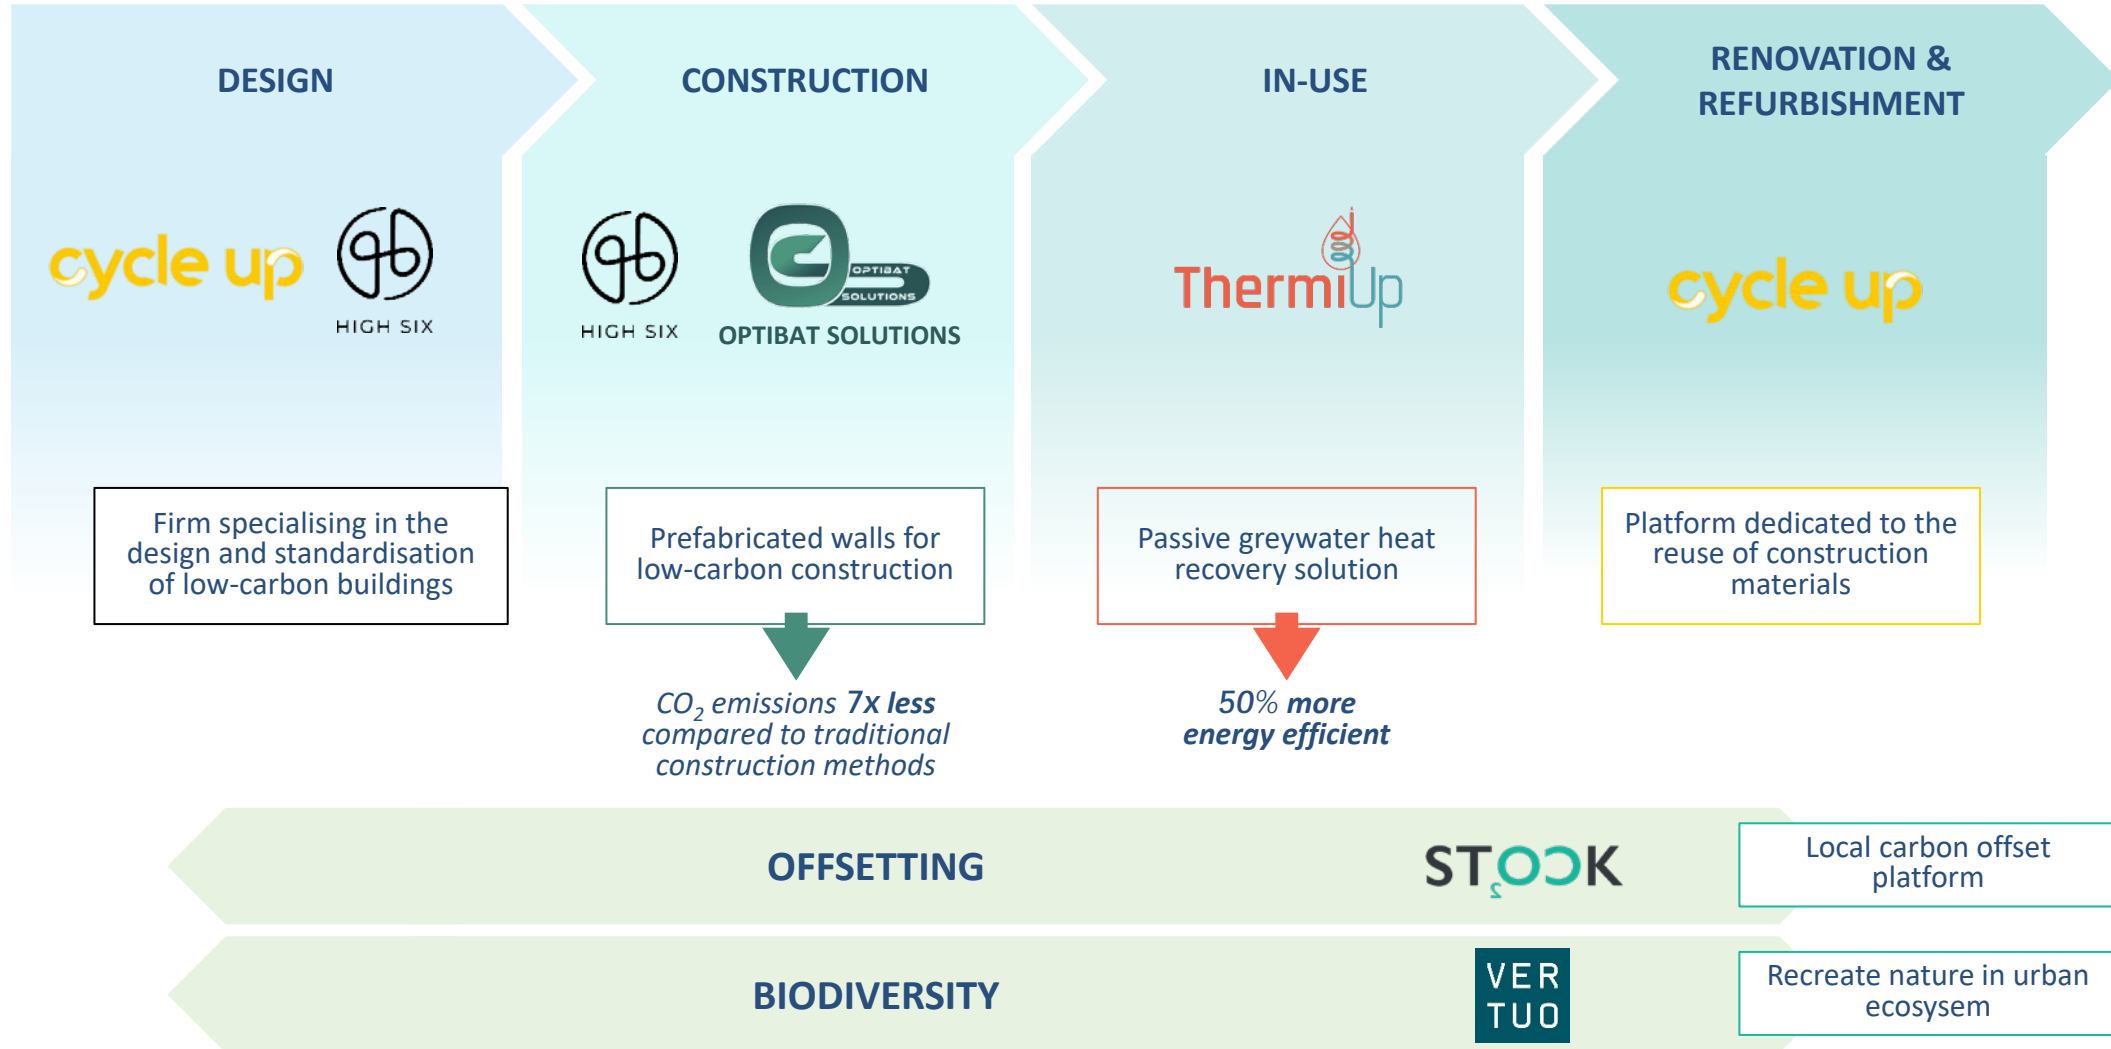 DESIGN
CONSTRUCTION
IN-USE
RENOVATION &
REFURBISHMENT
cycle up
HIGH SIX
HIGH SIX
OPTIBAT
SOLUTIONS
OPTIBAT SOLUTIONS
ThermiUp
cycle up
Firm specialising in the
design and standardisation
of low-carbon buildings
Prefabricated walls for
low-carbon construction
Passive greywater heat
recovery solution
Platform dedicated to the
reuse of construction
materials
CO₂ emissions 7x less
compared to traditional
construction methods
50% more
energy efficient
OFFSETTING
ST₂OCK
Local carbon offset
platform
BIODIVERSITY
VER
TUO
Recreate nature in urban
ecosysem